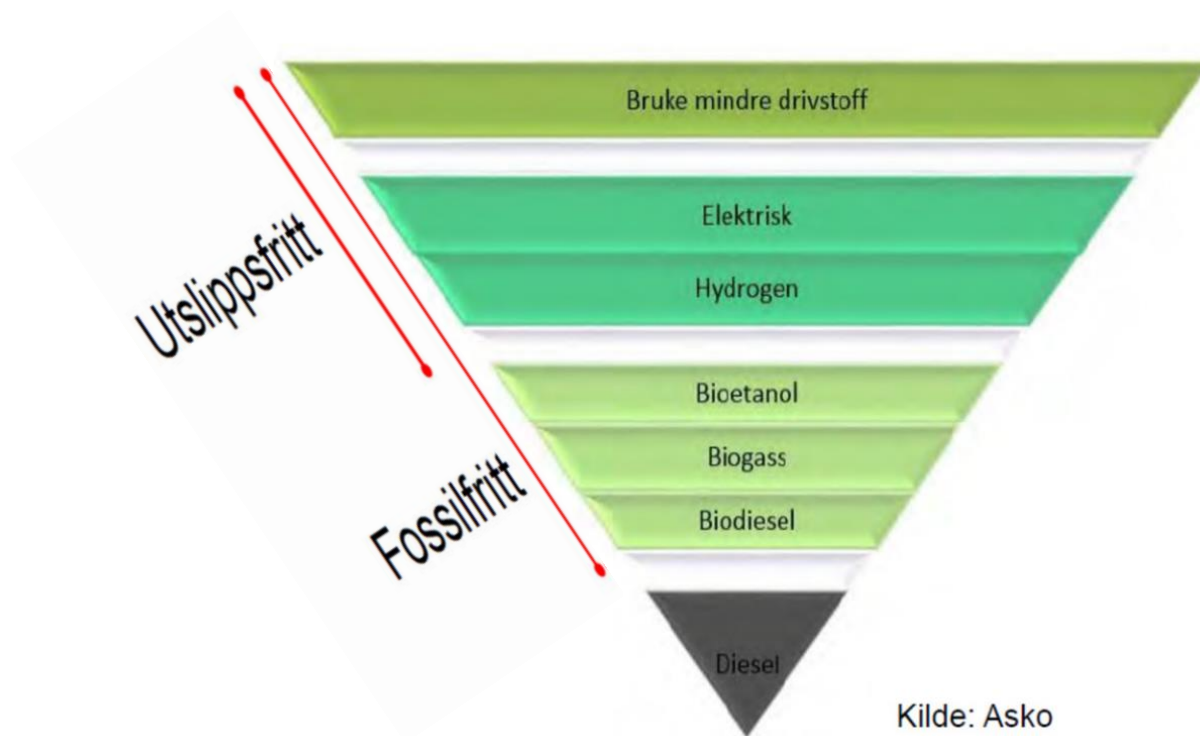 Bruke mindre drivstoff
Elektrisk
Utslippsfritt
Hydrogen
Bioetanol
Biogass
Fossilfritt
Biodiesel
Diesel
Kilde: Asko